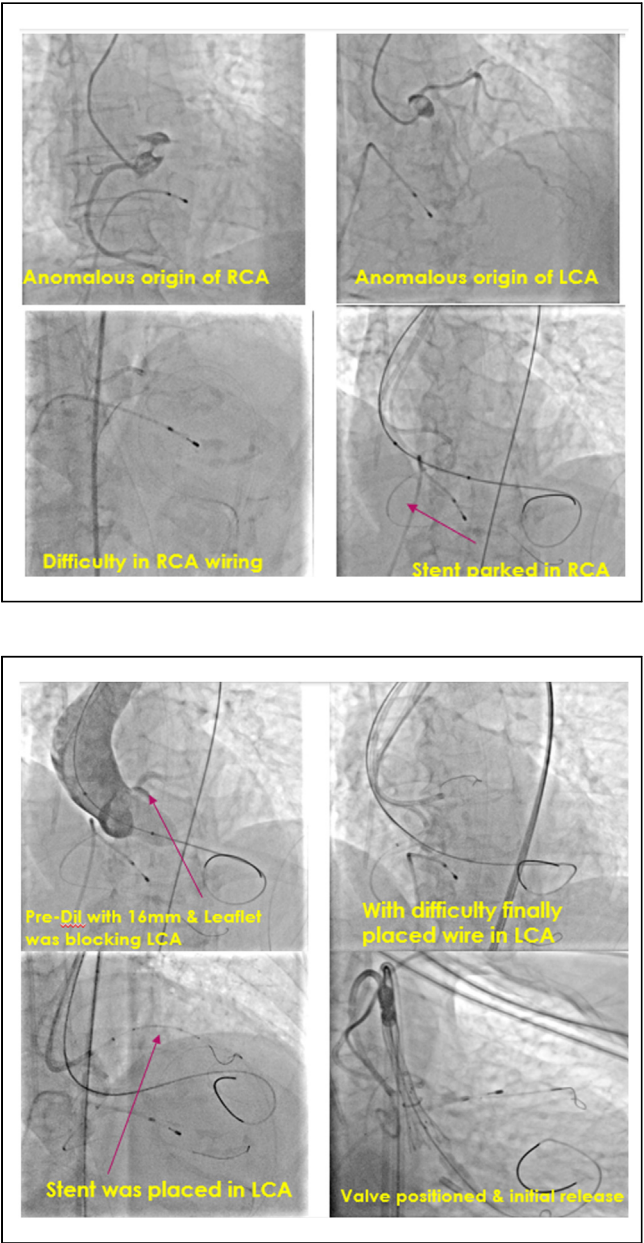 Anomalous origin of RCA
Anomalous origin of LCA
Difficulty in RCA wiring
Stent parked in RCA
Pre-Dil with 16mm & Leaflet
was blocking LCA
With difficulty finally
placed wire in LCA
Stent was placed in LCA
Valve positioned & initial release